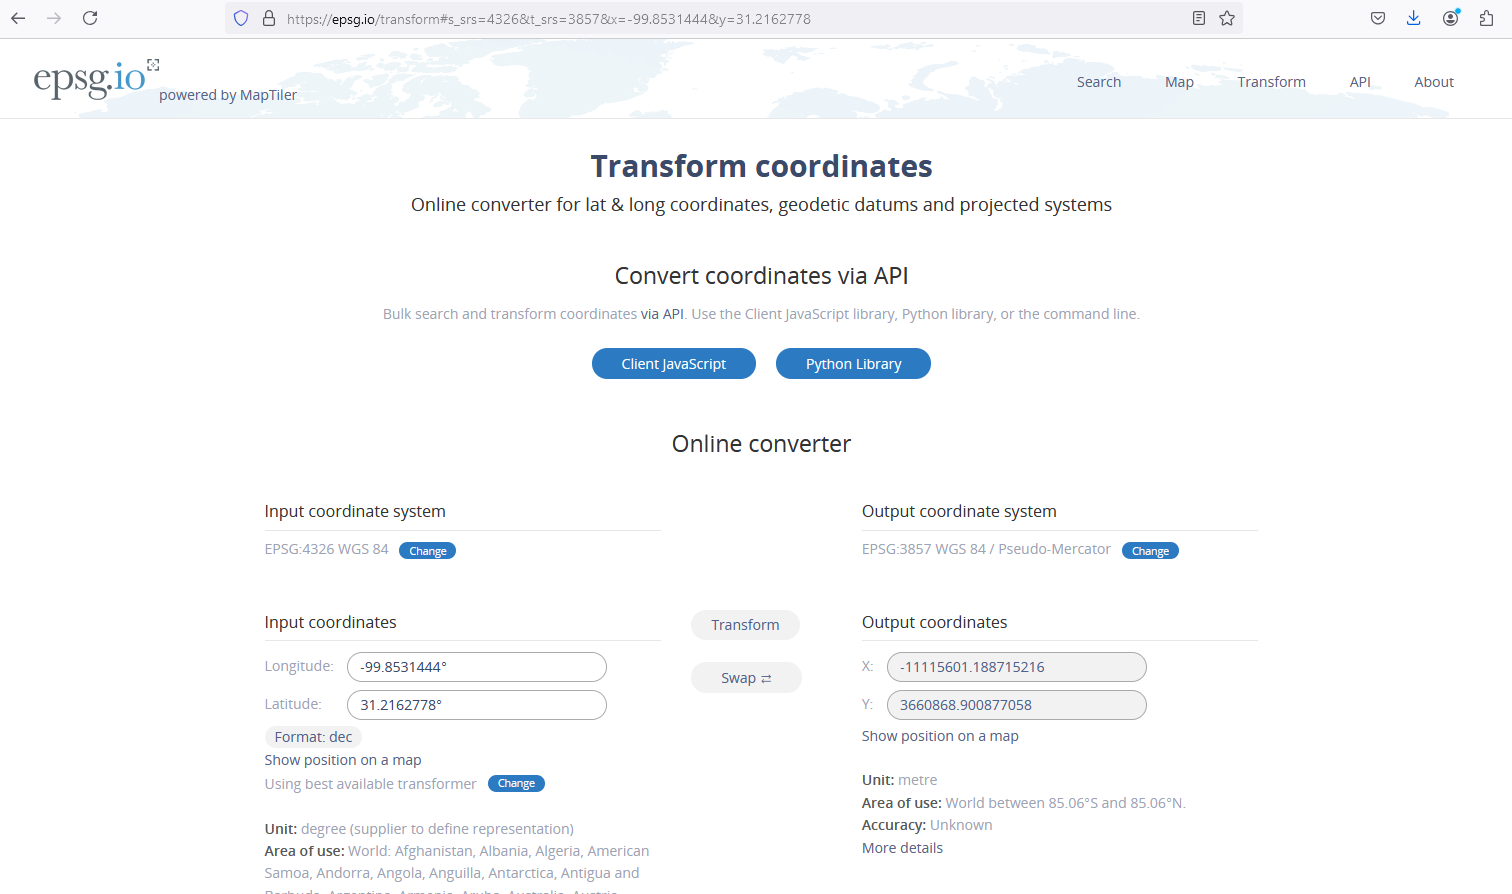 https://epsg.io/transform#s_srs=4326&t_srs=3857&x=-99.8531444&y=31.2162778
epsg.io
powered by MapTiler
Search Map Transform API About
Transform coordinates
Online converter for lat & long coordinates, geodetic datums and projected systems
Convert coordinates via API
Bulk search and transform coordinates via API. Use the Client JavaScript library, Python library, or the command line.
Client JavaScript Python Library
Online converter
Input coordinate system
EPSG:4326 WGS 84 Change
Output coordinate system
EPSG:3857 WGS 84 / Pseudo-Mercator Change
Input coordinates
Longitude: -99.8531444°
Latitude: 31.2162778°
Format: dec
Show position on a map
Using best available transformer Change
Unit: degree (supplier to define representation)
Area of use: World: Afghanistan, Albania, Algeria, American
Samoa, Andorra, Angola, Anguilla, Antarctica, Antigua and
Barbuda, Argentina, Armenia, Aruba, Australia, Austria,
Transform
Swap ⇄
Output coordinates
X: -11115601.188715216
Y: 3660868.900877058
Show position on a map
Unit: metre
Area of use: World between 85.06°S and 85.06°N.
Accuracy: Unknown
More details